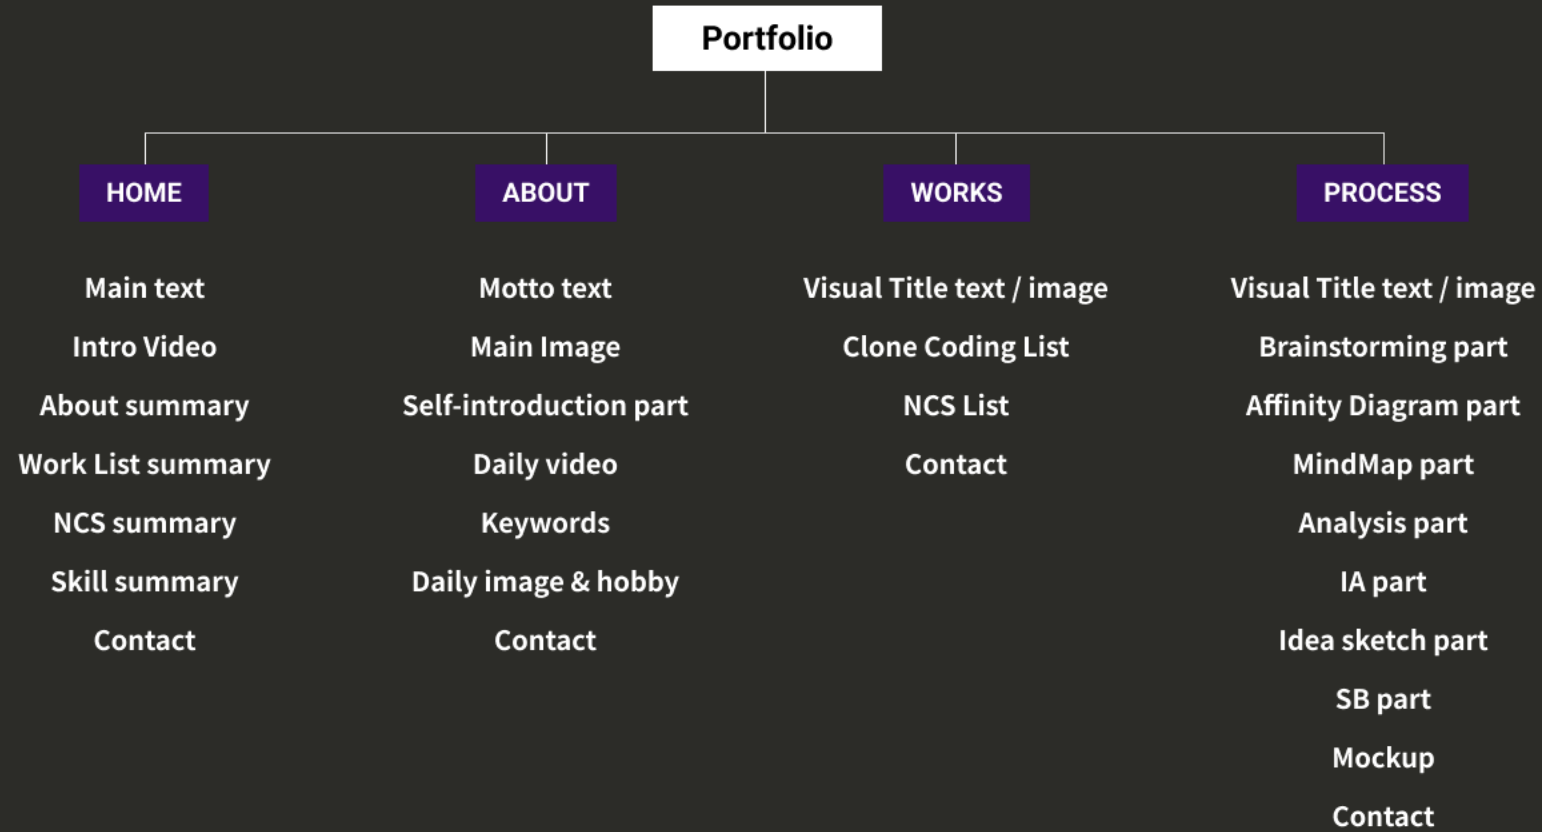 Portfolio
HOME
Main text
Intro Video
About summary
Work List summary
NCS summary
Skill summary
Contact
ABOUT
Motto text
Main Image
Self-introduction part
Daily video
Keywords
Daily image & hobby
Contact
WORKS
Visual Title text / image
Clone Coding List
NCS List
Contact
PROCESS
Visual Title text / image
Brainstorming part
Affinity Diagram part
MindMap part
Analysis part
IA part
Idea sketch part
SB part
Mockup
Contact